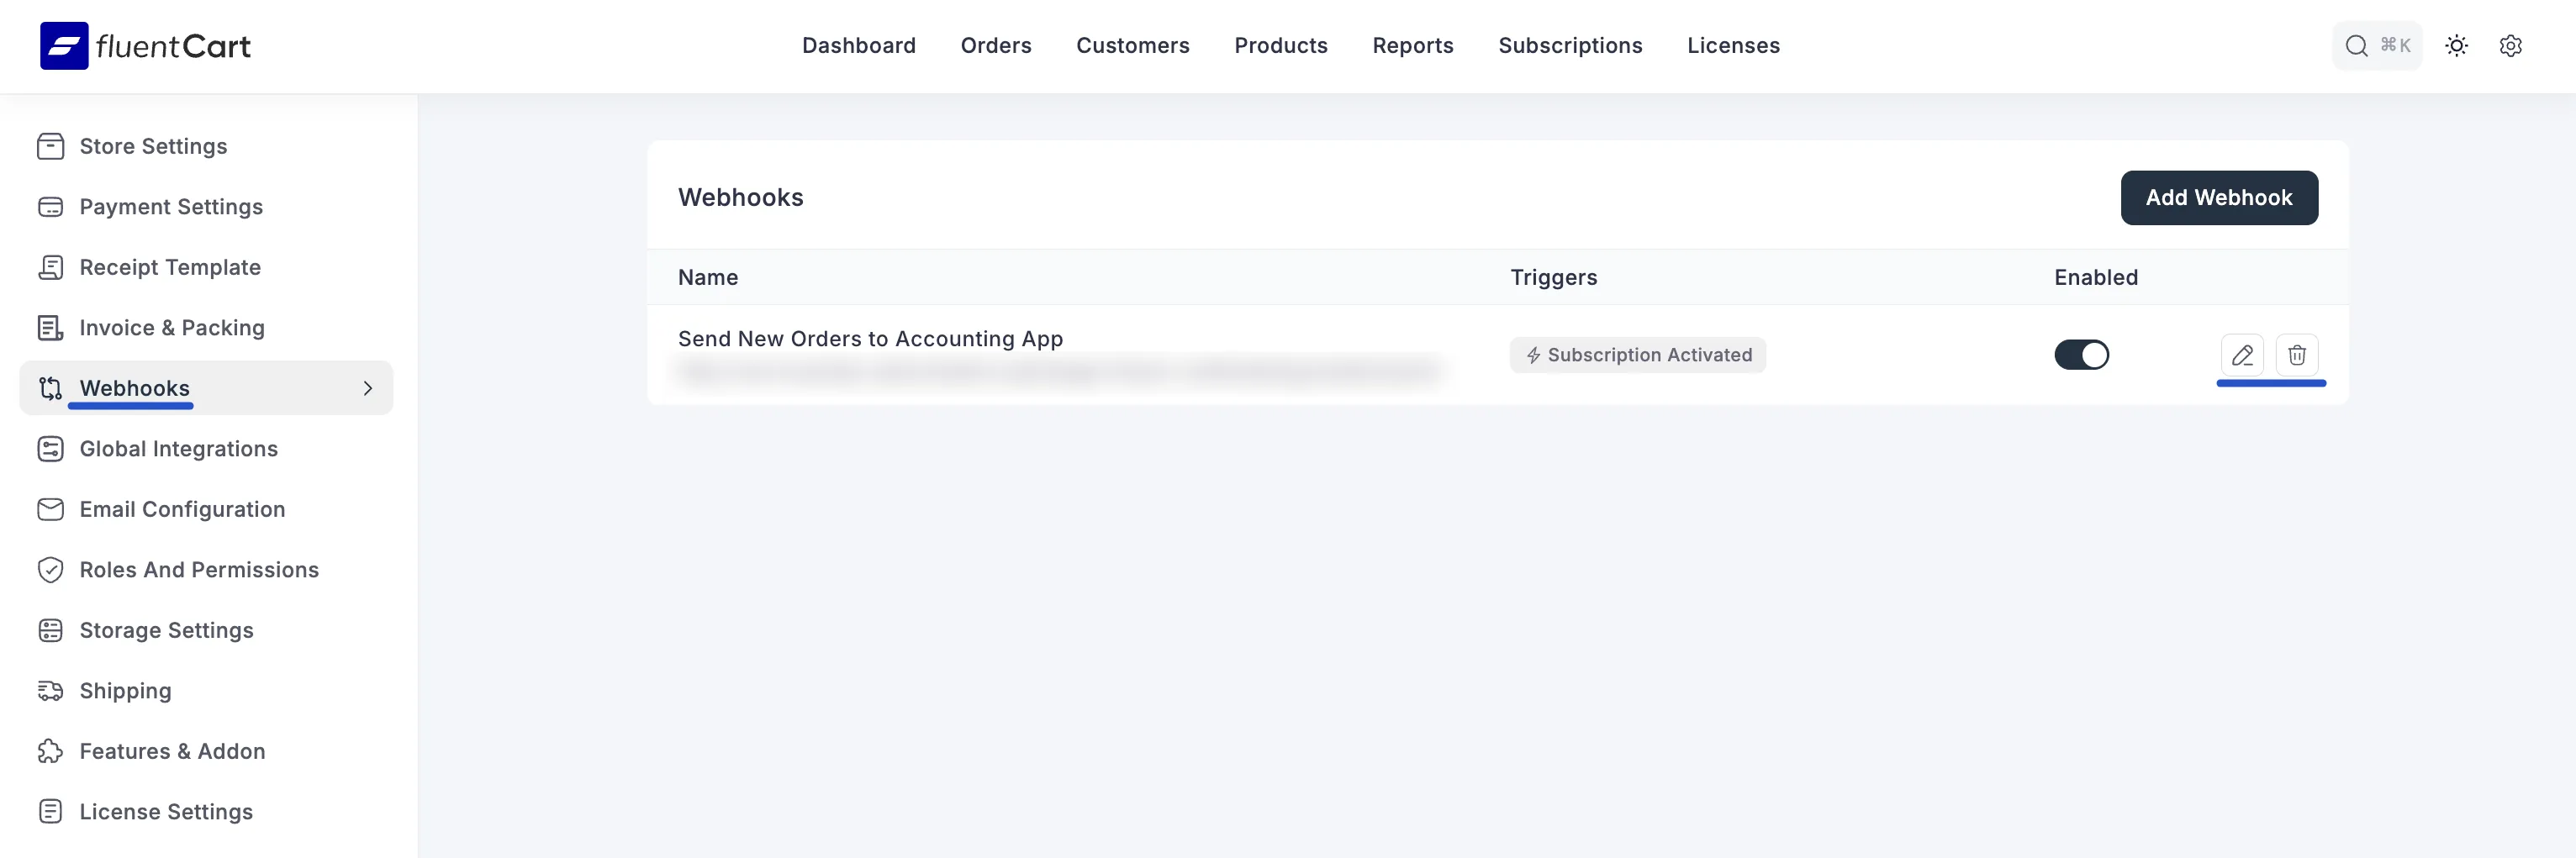 fluentCart
Dashboard Orders Customers Products Reports Subscriptions Licenses
⌘K
Store Settings
Payment Settings
Receipt Template
Invoice & Packing
Webhooks
Global Integrations
Email Configuration
Roles And Permissions
Storage Settings
Shipping
Features & Addon
License Settings
Webhooks
Add Webhook
Name Triggers Enabled
Send New Orders to Accounting App
Subscription Activated